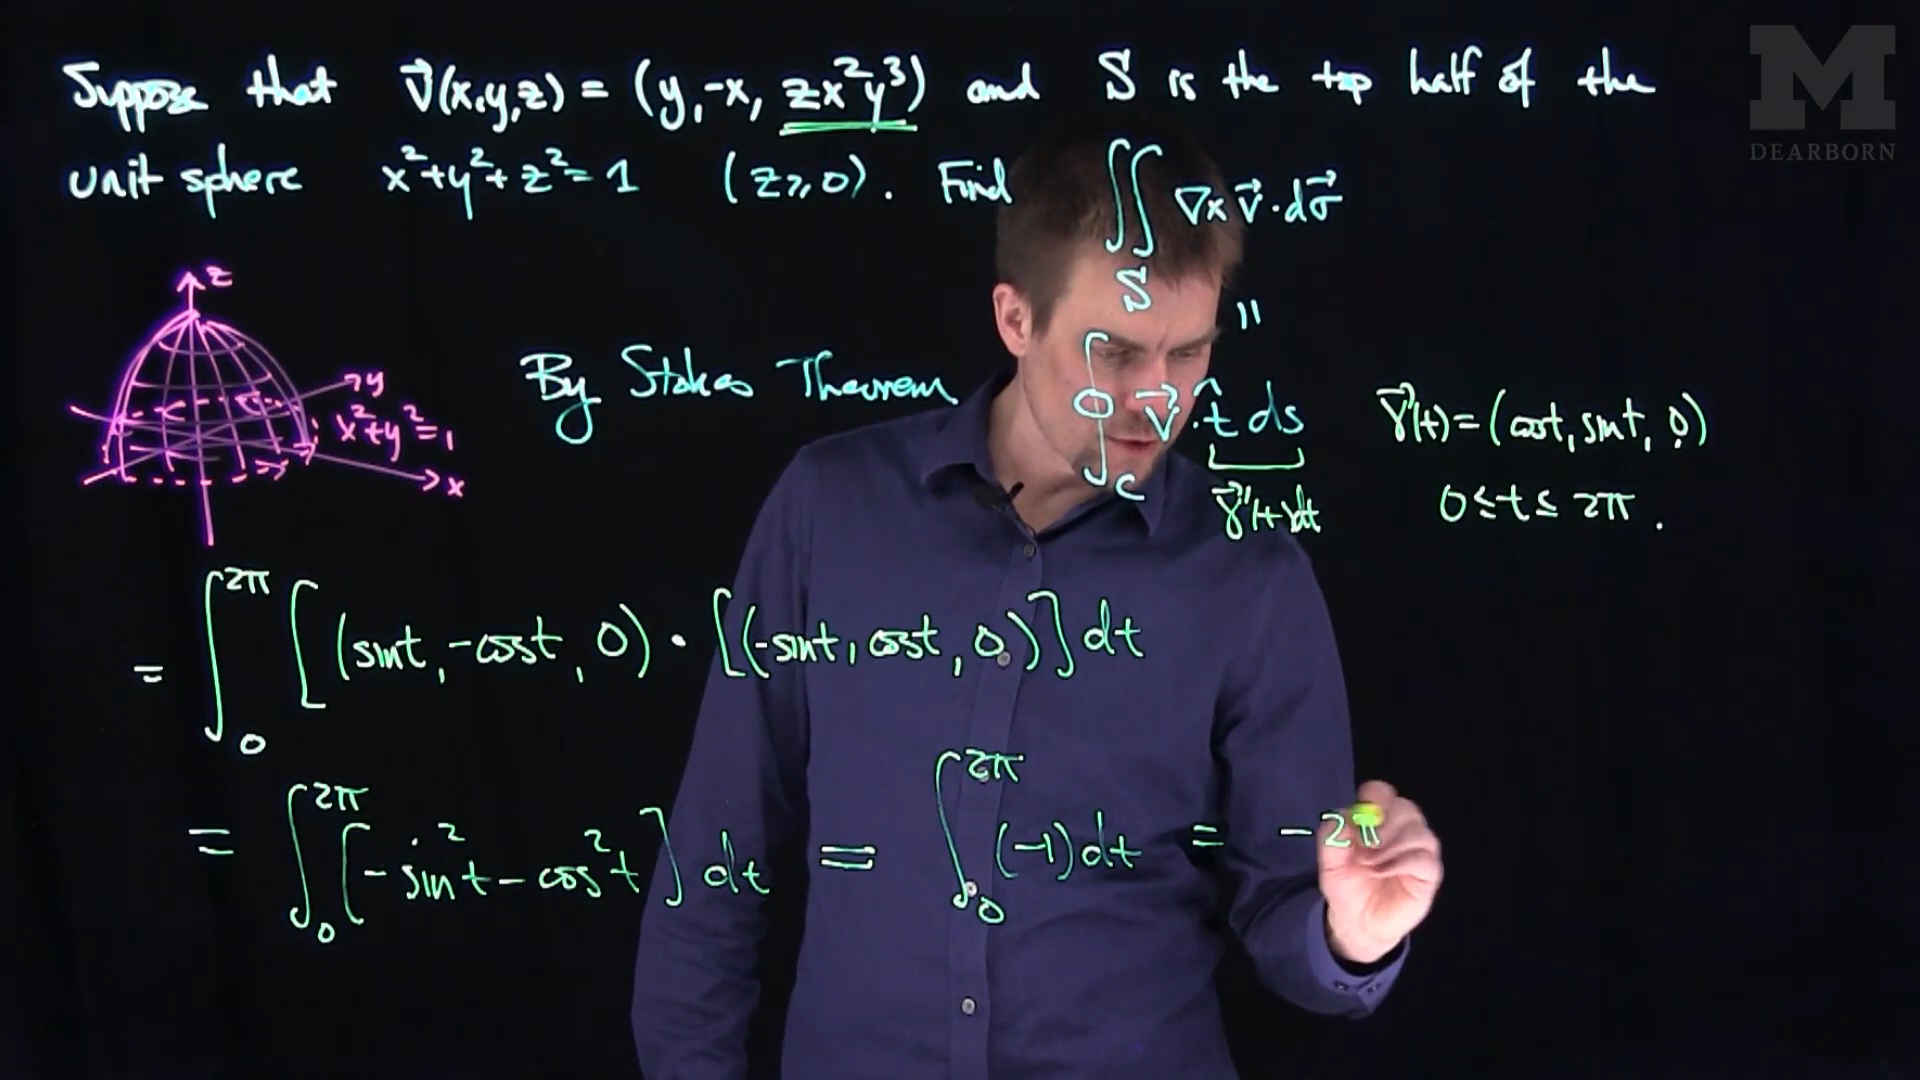 Suppose that v⃗(x,y,z) = (y,-x, zx²y³) and S is the top half of the
unit sphere x²+y²+z²=1 (z⩾0). Find ∬_S ∇×v⃗·dσ⃗
M
DEARBORN
z
y
x²+y²=1
x
By Stokes Theorem
=
∮_C v⃗·t̂ ds
γ⃗'(t)dt
γ⃗(t)=(cost, sint, 0)
0≤t≤2π.
= ∫₀^2π [(sint, -cost, 0) · [(-sint, cost, 0)]dt
= ∫₀^2π [-sin²t - cos²t] dt = ∫₀^2π (-1)dt = -2π